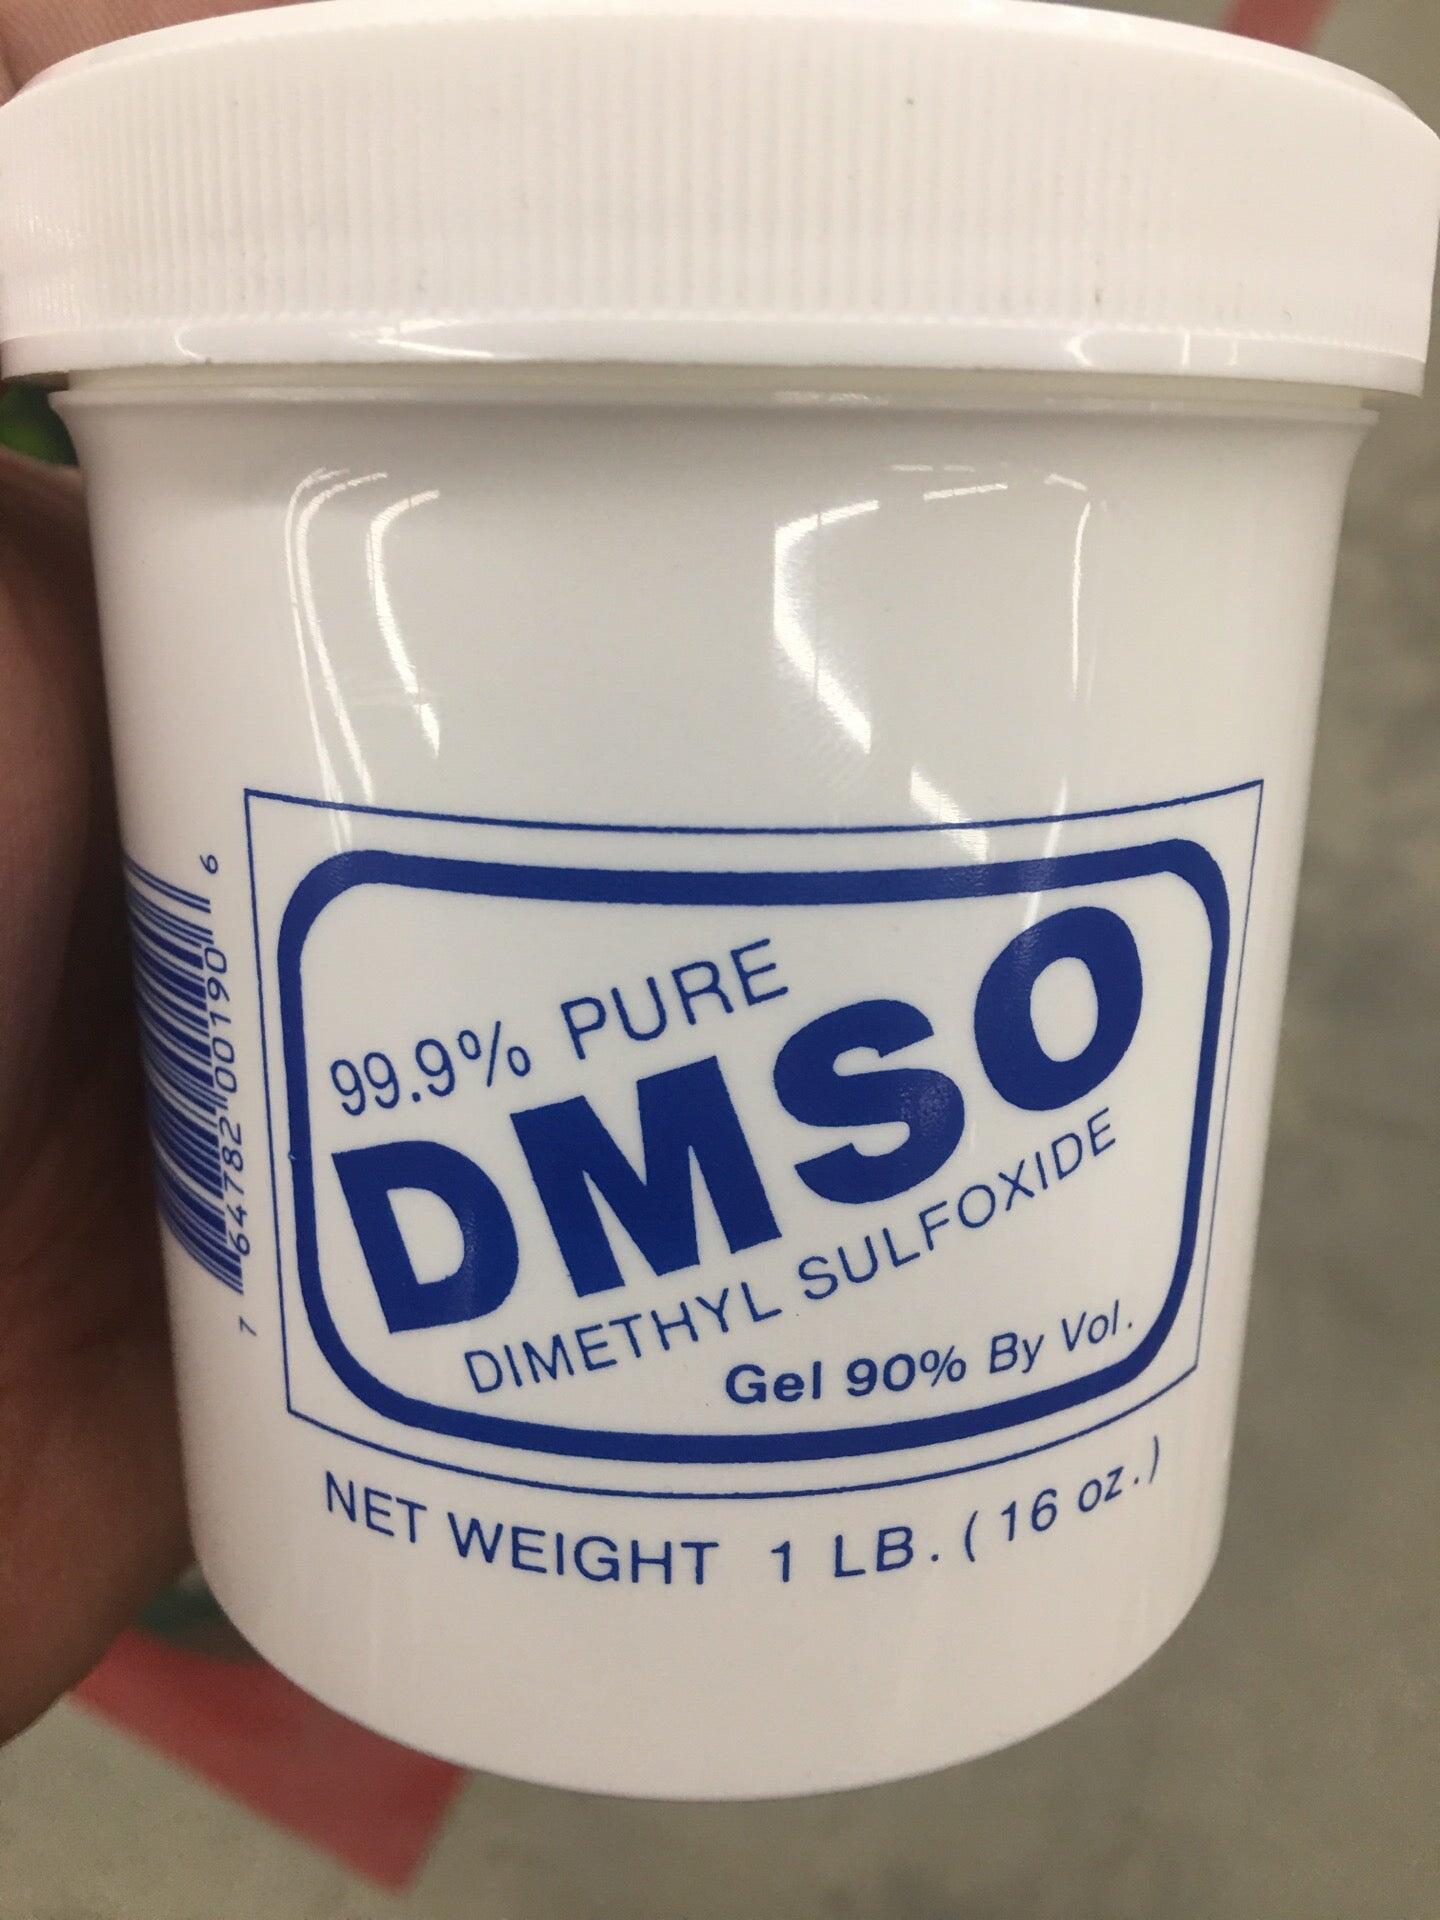 99.9% PURE
DMSO
DIMETHYL SULFOXIDE
Gel 90% By Vol.
NET WEIGHT 1 LB. (16 oz.)
7 64782 00190 6